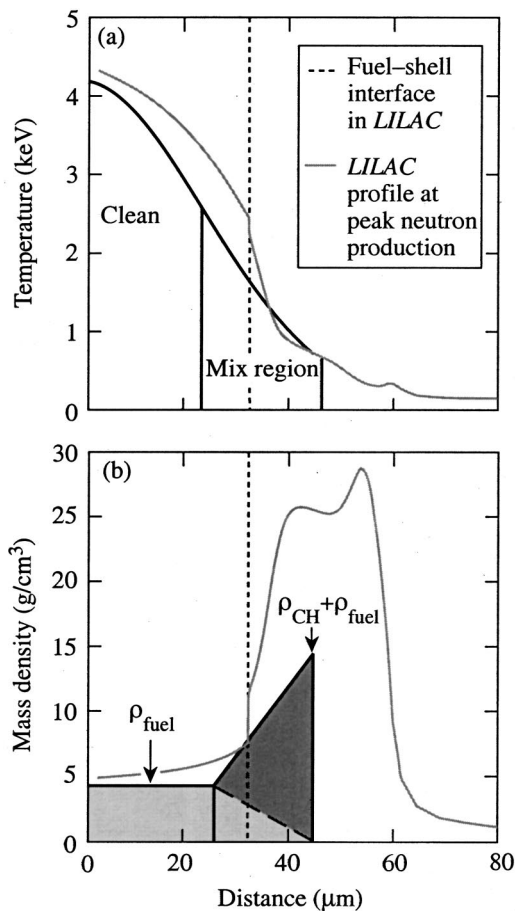 5
(a)
Fuel–shell
interface
in LILAC
4
LILAC
profile at
peak neutron
production
3
Clean
Temperature (keV)
2
1
Mix region
0
30
(b)
25
20
Mass density (g/cm³)
15
ρCH+ρfuel
10
ρfuel
5
0
0 20 40 60 80
Distance (μm)